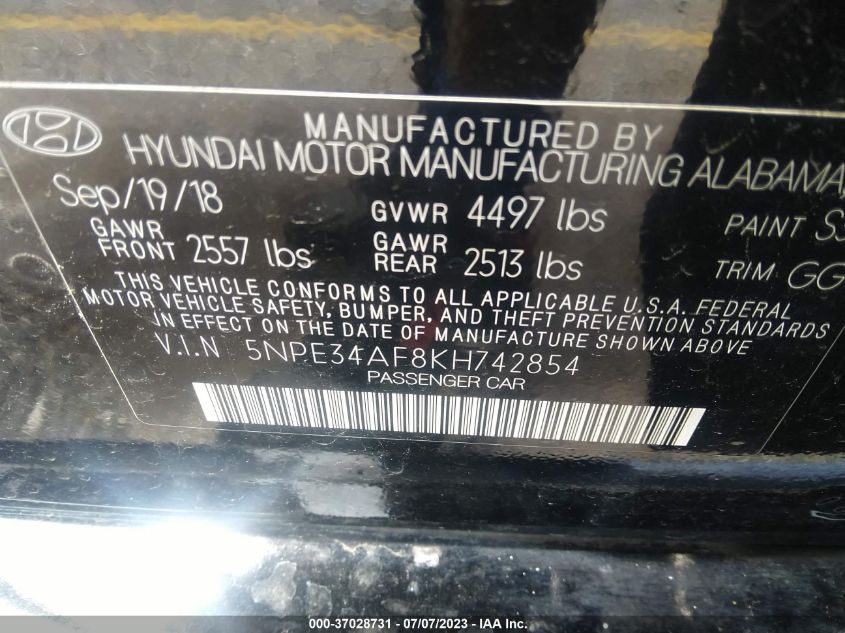 MANUFACTURED BY
HYUNDAI MOTOR MANUFACTURING ALABAMA,
Sep/19/18 GVWR 4497 lbs PAINT
GAWR FRONT 2557 lbs GAWR REAR 2513 lbs TRIM GG
THIS VEHICLE CONFORMS TO ALL APPLICABLE U.S.A. FEDERAL
MOTOR VEHICLE SAFETY, BUMPER, AND THEFT PREVENTION STANDARDS
IN EFFECT ON THE DATE OF MANUFACTURE SHOWN ABOVE
V.I.N 5NPE34AF8KH742854
PASSENGER CAR
000-37028731 - 07/07/2023 - IAA Inc.